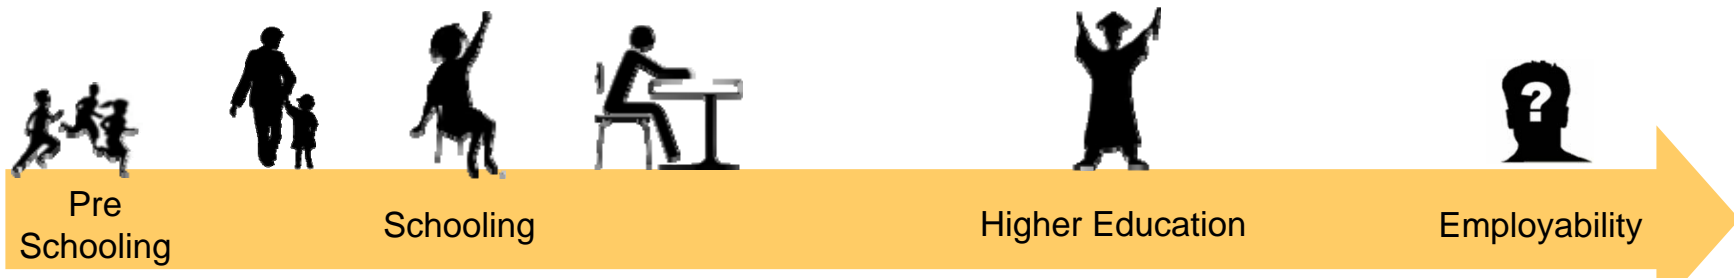 Pre
Schooling
Schooling
Higher Education
Employability
?